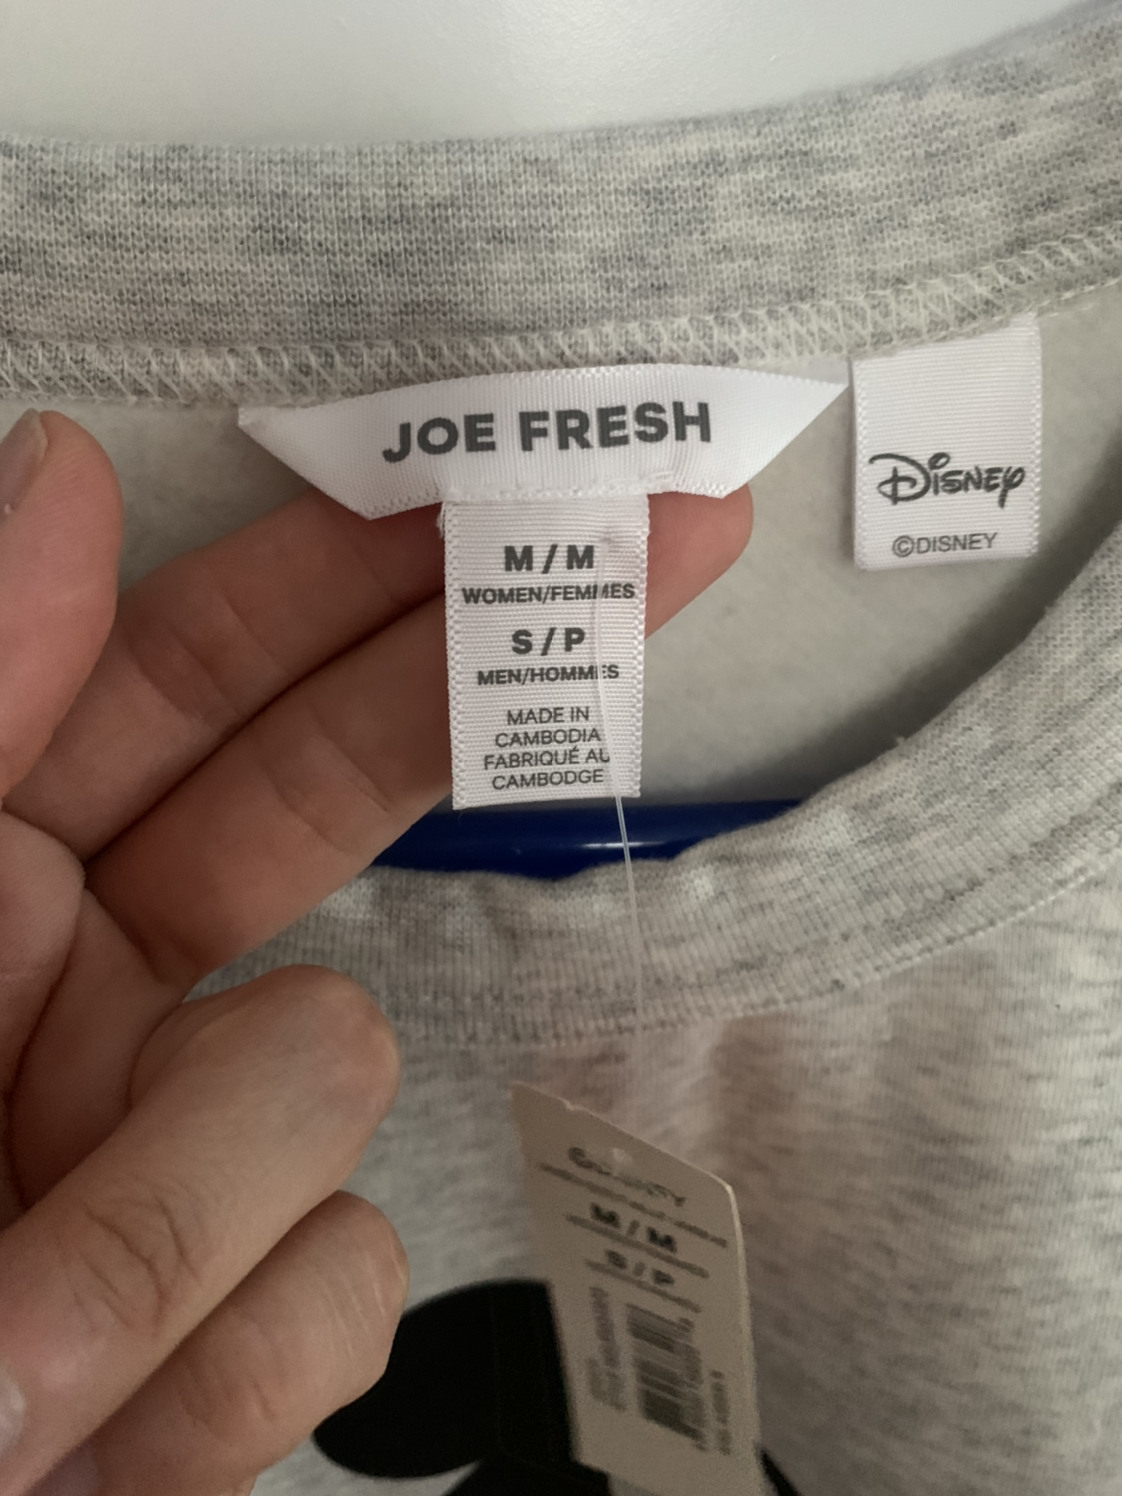 JOE FRESH
DISNEY
©DISNEY
M / M
WOMEN/FEMMES
S / P
MEN/HOMMES
MADE IN
CAMBODIA
FABRIQUÉ AU
CAMBODGE
M / M
S / P